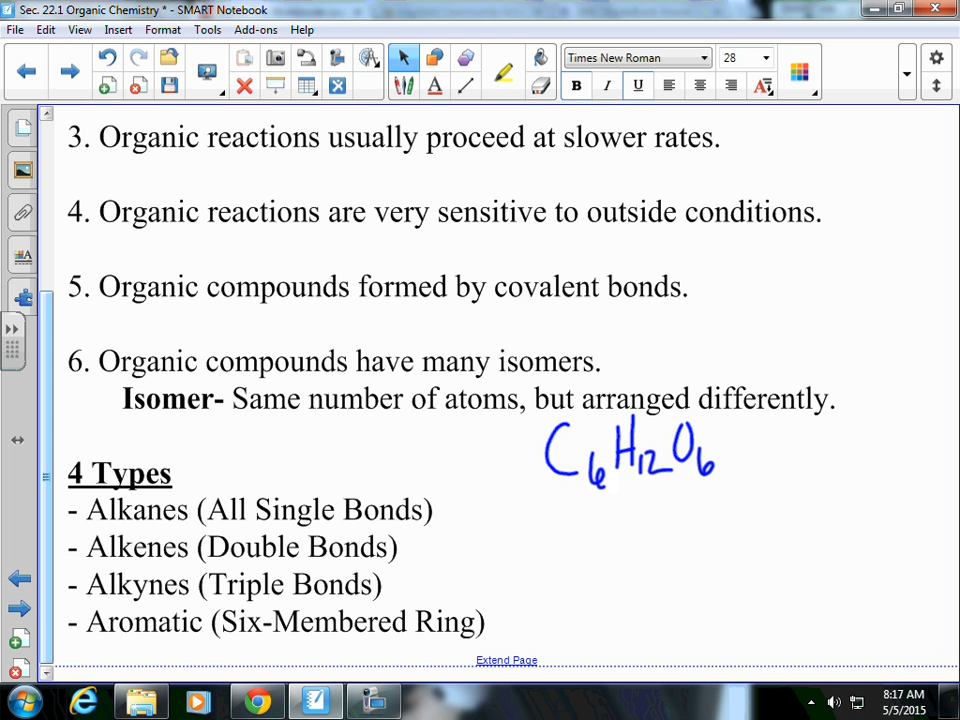 Sec. 22.1 Organic Chemistry * - SMART Notebook
File Edit View Insert Format Tools Add-ons Help
Times New Roman 28
B I U
3. Organic reactions usually proceed at slower rates.
4. Organic reactions are very sensitive to outside conditions.
5. Organic compounds formed by covalent bonds.
6. Organic compounds have many isomers.
Isomer- Same number of atoms, but arranged differently.
C₆H₁₂O₆
4 Types
- Alkanes (All Single Bonds)
- Alkenes (Double Bonds)
- Alkynes (Triple Bonds)
- Aromatic (Six-Membered Ring)
Extend Page
8:17 AM
5/5/2015